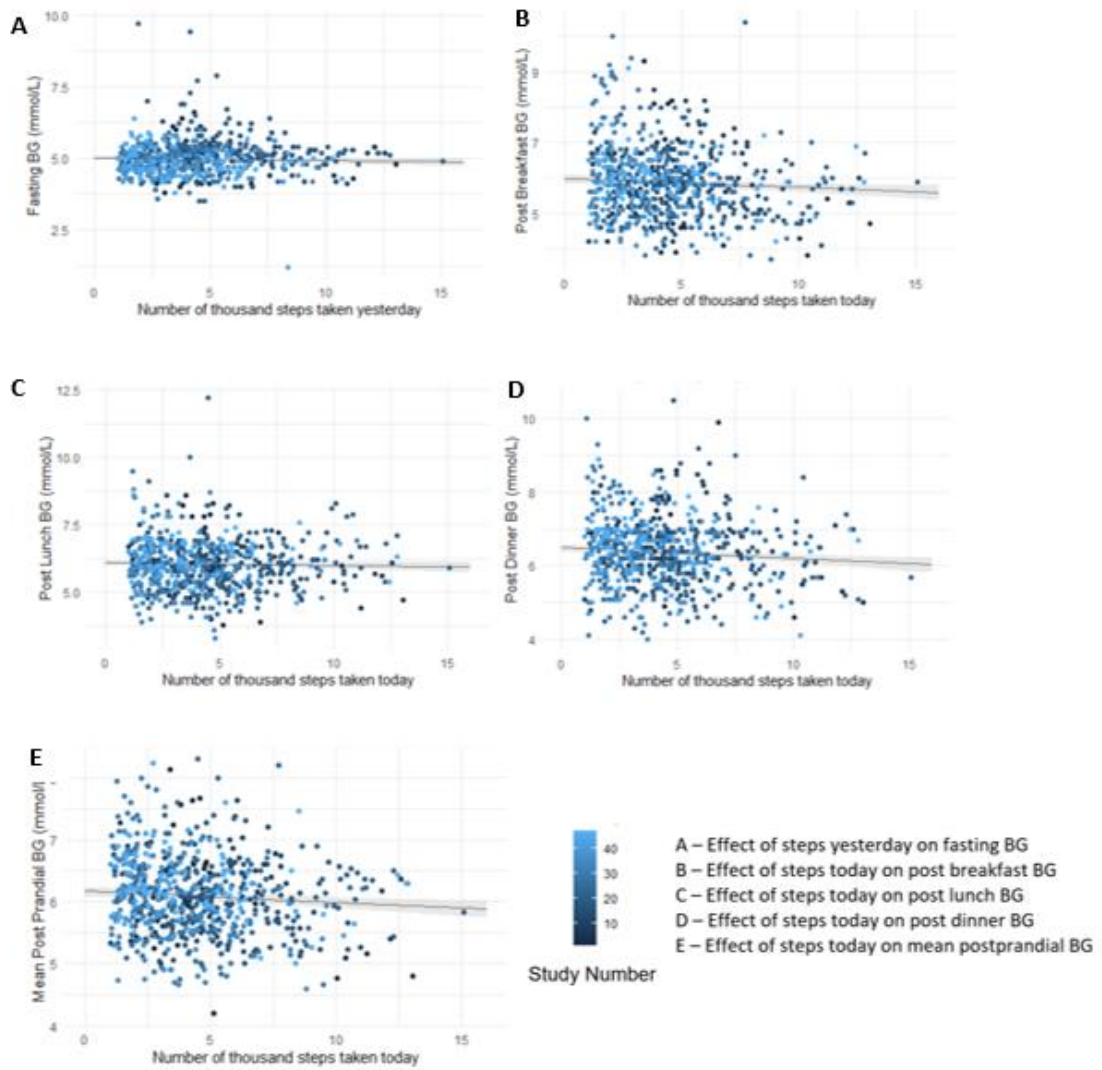 A
10.0
7.5
5.0
2.5
Fasting BG (mmol/L)
0 5 10 15
Number of thousand steps taken yesterday
B
9
7
5
Post Breakfast BG (mmol/L)
0 5 10 15
Number of thousand steps taken today
C
12.5
10.0
7.5
5.0
Post Lunch BG (mmol/L)
0 5 10 15
Number of thousand steps taken today
D
10
8
6
4
Post Dinner BG (mmol/L)
0 5 10 15
Number of thousand steps taken today
E
7
6
5
4
Mean Post Prandial BG (mmol/l
0 5 10 15
Number of thousand steps taken today
40
30
20
10
Study Number
A – Effect of steps yesterday on fasting BG
B – Effect of steps today on post breakfast BG
C – Effect of steps today on post lunch BG
D – Effect of steps today on post dinner BG
E – Effect of steps today on mean postprandial BG